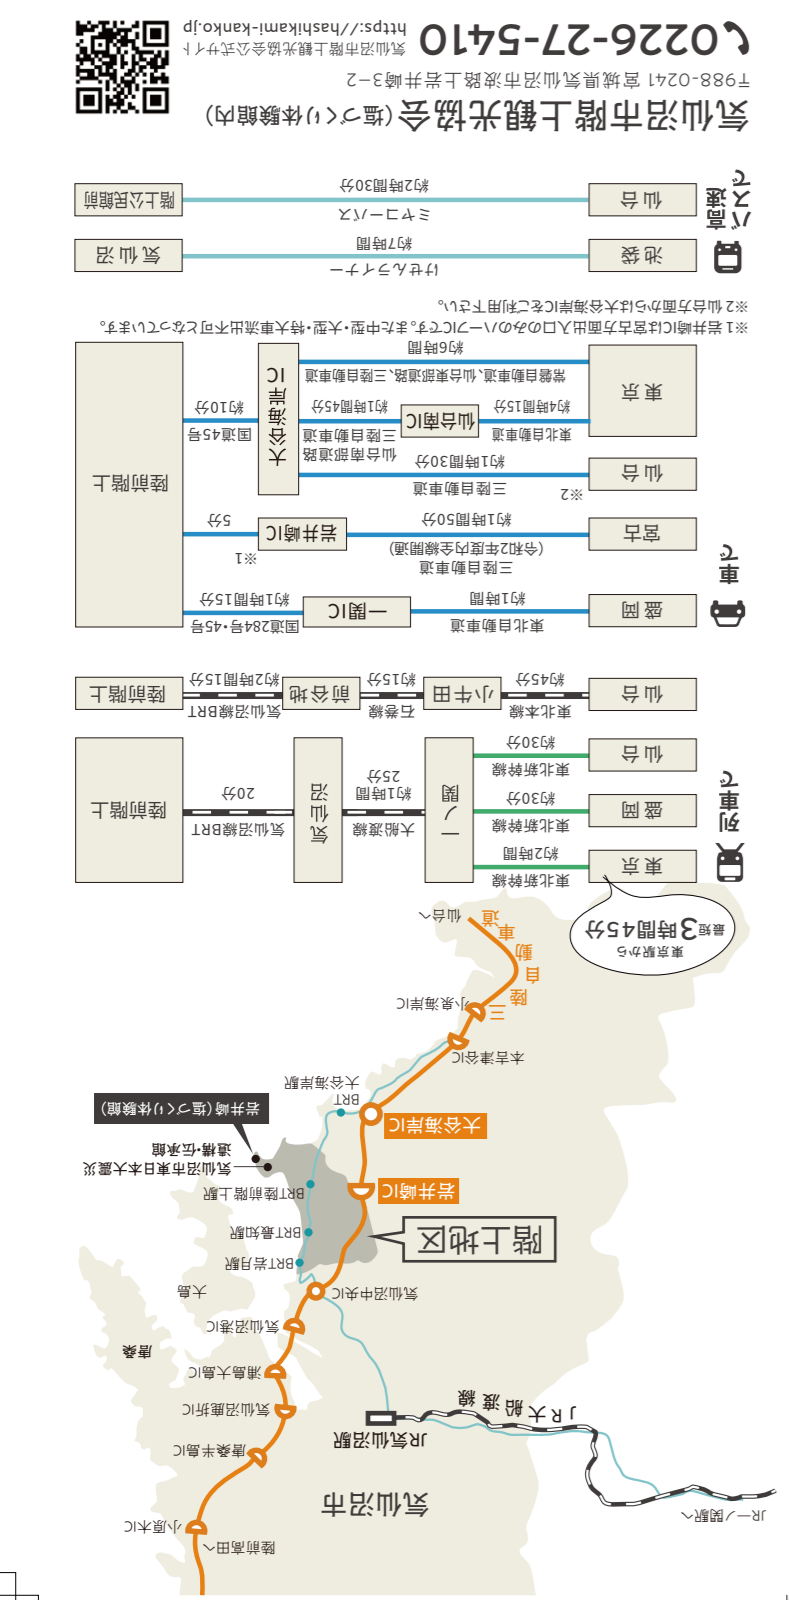 陸前高田へ
小原木IC
JR一ノ関駅へ
気仙沼市
唐桑半島IC
JR気仙沼駅
JR大船渡線
気仙沼鹿折IC
浦島大島IC
唐桑
気仙沼港IC
気仙沼中央IC
大島
BRT岩月駅
階上地区
BRT最知駅
岩井崎IC
BRT陸前階上駅
気仙沼市東日本大震災
遺構・伝承館
大谷海岸IC
岩井崎(塩づくり体験館)
BRT
大谷海岸駅
本吉津谷IC
小泉海岸IC
三陸自動車道
仙台へ
東京駅から
最短3時間45分
列車で
東京
東北新幹線
約2時間
盛岡
東北新幹線
約30分
仙台
東北新幹線
約30分
一ノ関
大船渡線
約1時間
25分
気仙沼
気仙沼線BRT
20分
陸前階上
仙台
東北本線
約45分
小牛田
石巻線
約15分
前谷地
気仙沼線BRT
約2時間15分
陸前階上
車で
盛岡
東北自動車道
約1時間
一関IC
国道284号・45号
約1時間15分
宮古
三陸自動車道
(令和2年度内全線開通)
約1時間50分
岩井崎IC
※1
5分
仙台
※2
三陸自動車道
約1時間30分
東京
東北自動車道
約4時間15分
仙台南IC
仙台南部道路
三陸自動車道
約1時間45分
常磐自動車道、仙台東部道路、三陸自動車道
約6時間
大谷海岸IC
国道45号
約10分
陸前階上
※1 岩井崎ICは宮古方面出入口のみのハーフICです。また中型・大型・特大車流出不可となっています。
※2 仙台方面からは大谷海岸ICをご利用下さい。
高速バスで
池袋
けせんライナー
約7時間
気仙沼
仙台
ミヤコーバス
約2時間30分
階上公民館前
気仙沼市階上観光協会(塩づくり体験館内)
〒988-0241 宮城県気仙沼市波路上岩井崎3−2
0226-27-5410
気仙沼市階上観光協会公式サイト
https://hashikami-kanko.jp